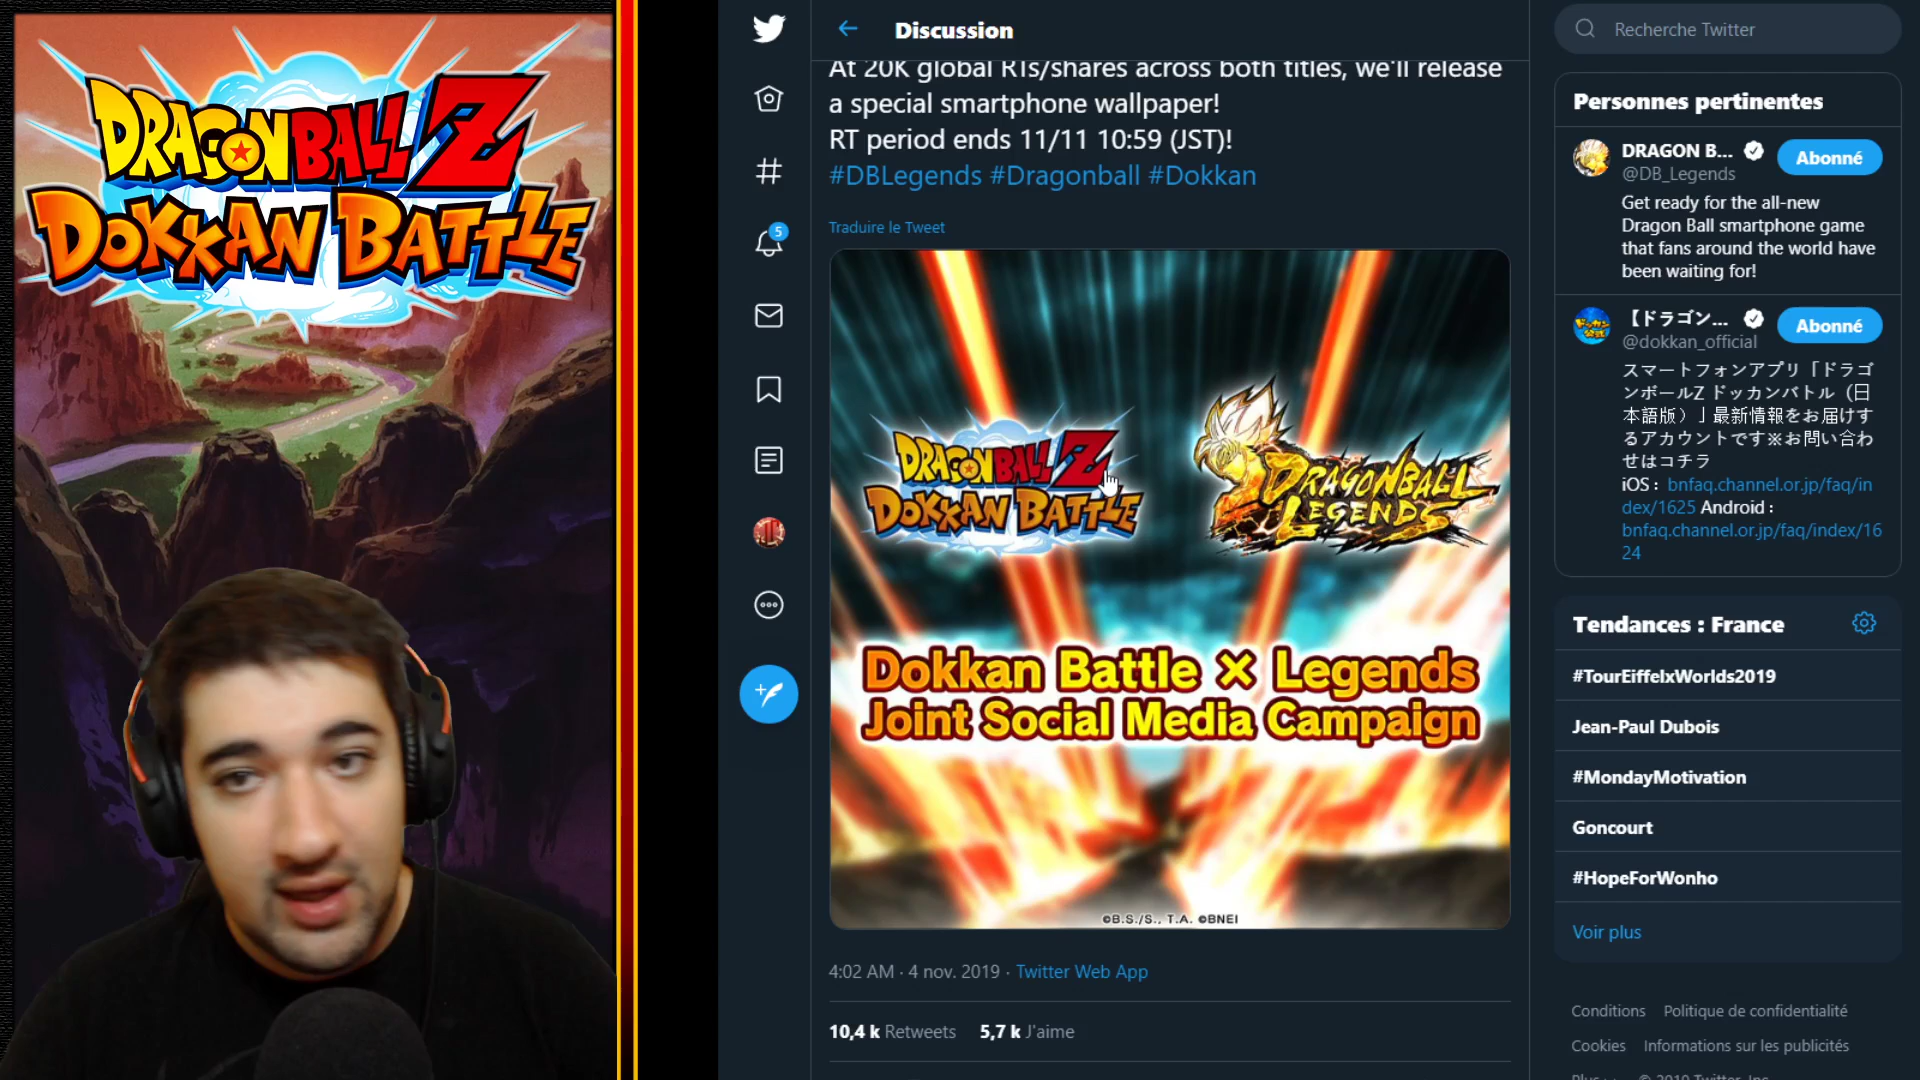 DRAGON BALL Z
DOKKAN BATTLE
Discussion
At 20K global RTs/shares across both titles, we'll release
a special smartphone wallpaper!
RT period ends 11/11 10:59 (JST)!
#DBLegends #Dragonball #Dokkan
Traduire le Tweet
DRAGON BALL Z
DOKKAN BATTLE
DRAGONBALL
LEGENDS
Dokkan Battle × Legends
Joint Social Media Campaign
©B.S./S., T.A. ©BNEI
4:02 AM · 4 nov. 2019 · Twitter Web App
10,4 k Retweets 5,7 k J'aime
5
Recherche Twitter
Personnes pertinentes
DRAGON B...
Abonné
@DB_Legends
Get ready for the all-new
Dragon Ball smartphone game
that fans around the world have
been waiting for!
【ドラゴン...
Abonné
@dokkan_official
スマートフォンアプリ「ドラゴ
ンボールZ ドッカンバトル（日
本語版）」最新情報をお届けす
るアカウントです※お問い合わ
せはコチラ
iOS : bnfaq.channel.or.jp/faq/in
dex/1625 Android :
bnfaq.channel.or.jp/faq/index/16
24
Tendances : France
#TourEiffelxWorlds2019
Jean-Paul Dubois
#MondayMotivation
Goncourt
#HopeForWonho
Voir plus
Conditions Politique de confidentialité
Cookies Informations sur les publicités